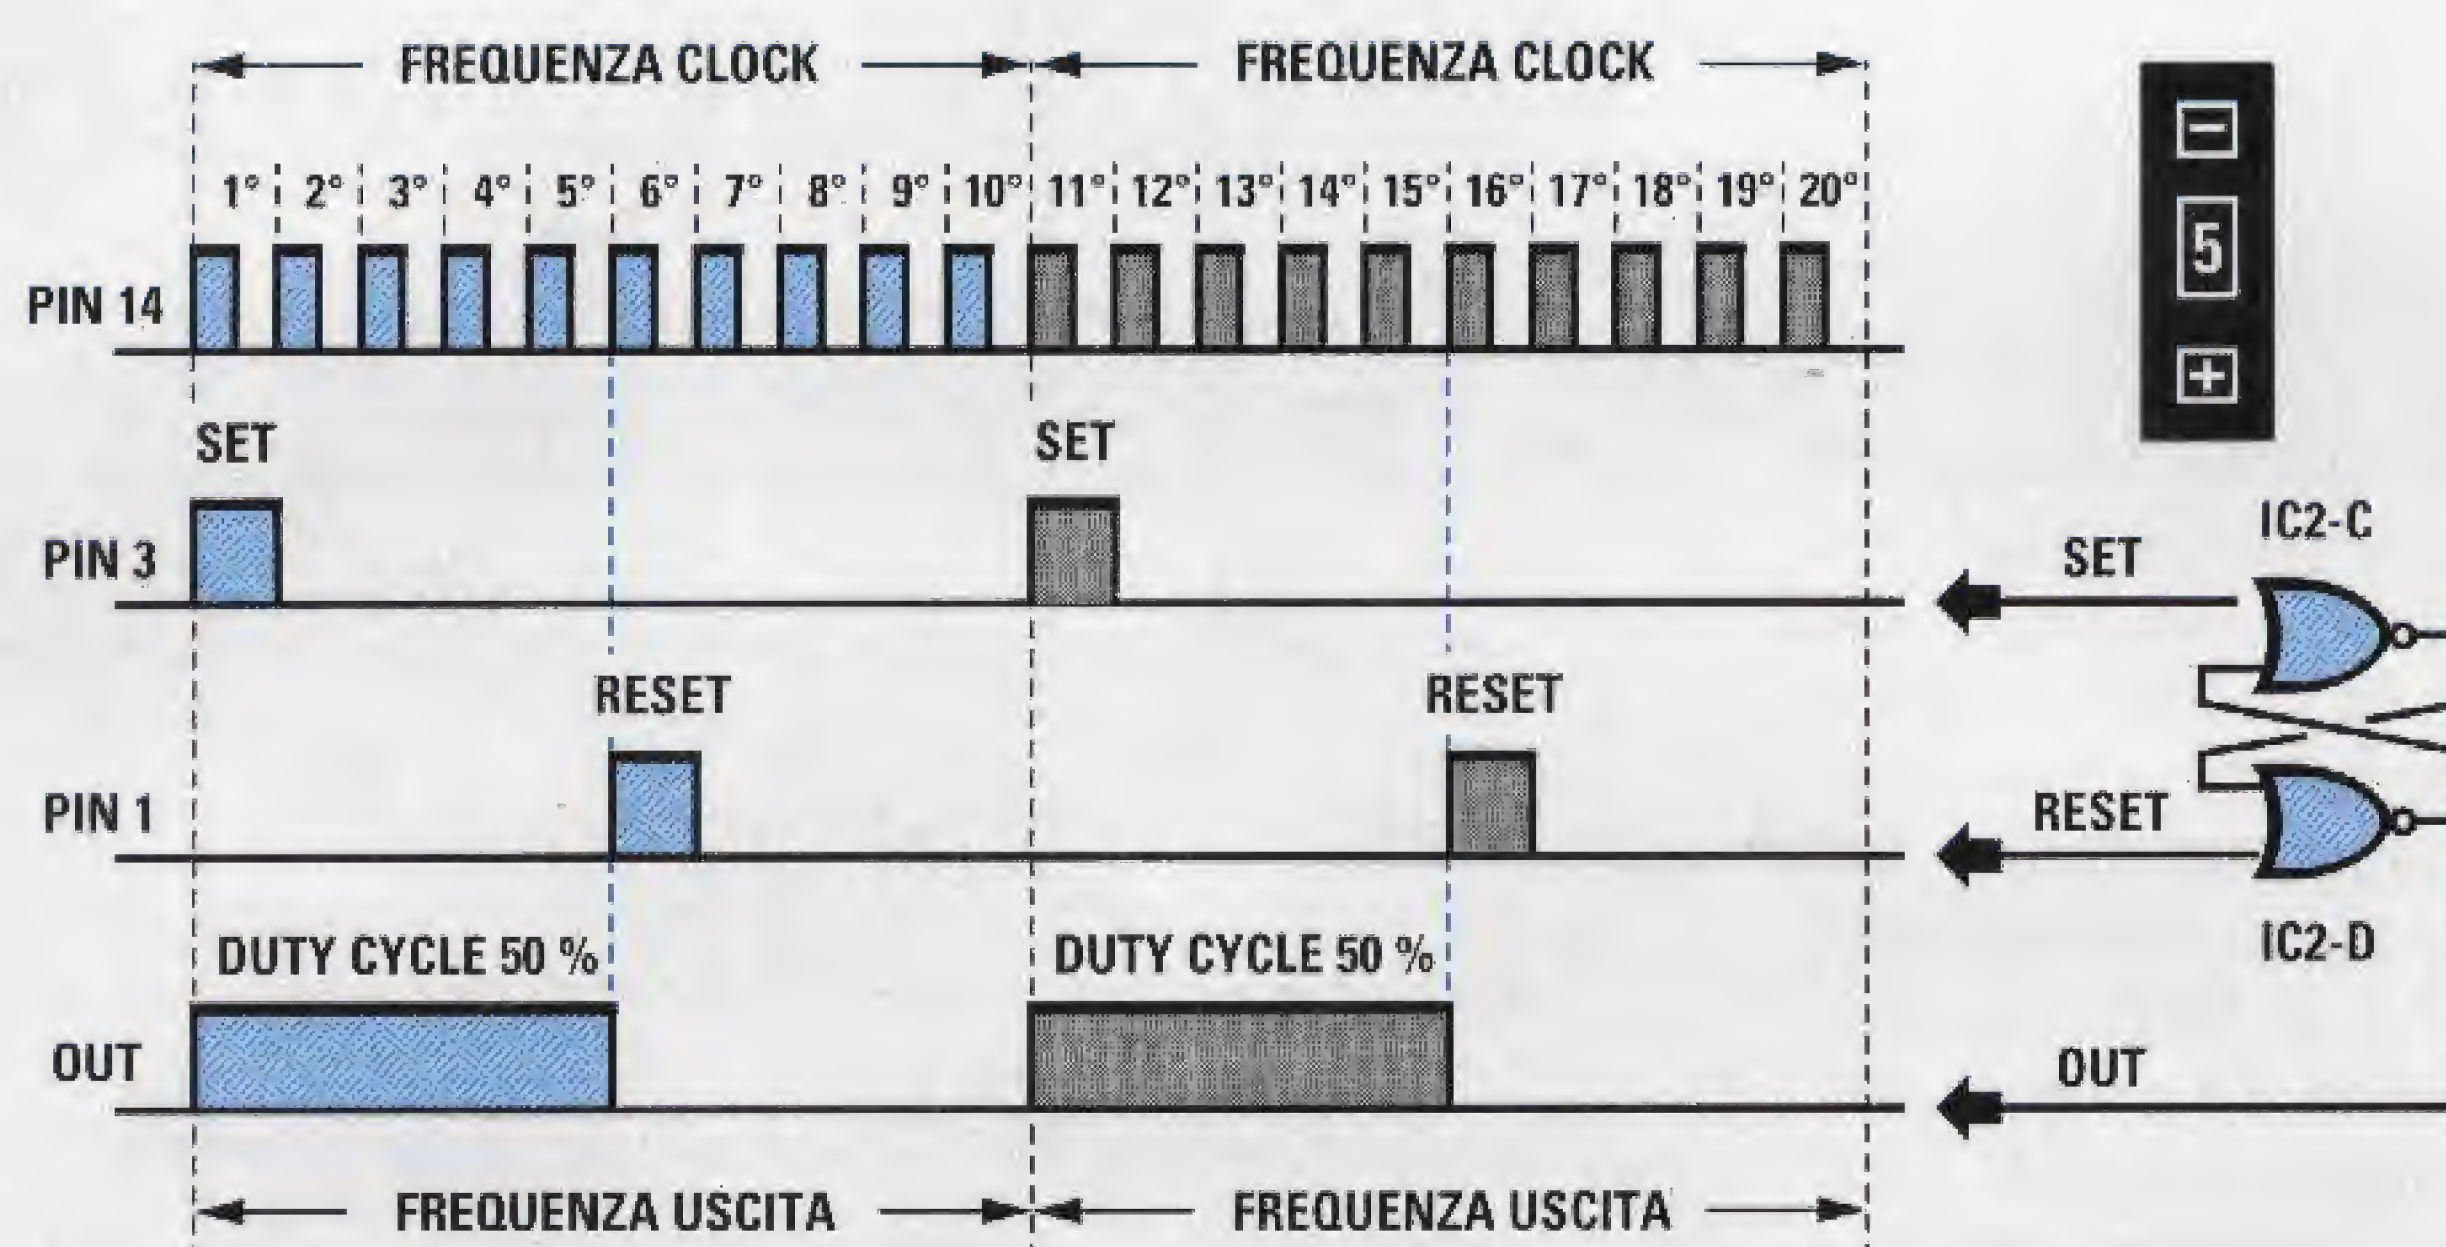 FREQUENZA CLOCK FREQUENZA CLOCK
1° 2° 3° 4° 5° 6° 7° 8° 9° 10° 11° 12° 13° 14° 15° 16° 17° 18° 19° 20°
PIN 14
−
5
+
SET SET
PIN 3
SET
IC2-C
RESET RESET
PIN 1
RESET
IC2-D
DUTY CYCLE 50 % DUTY CYCLE 50 %
OUT
OUT
FREQUENZA USCITA FREQUENZA USCITA